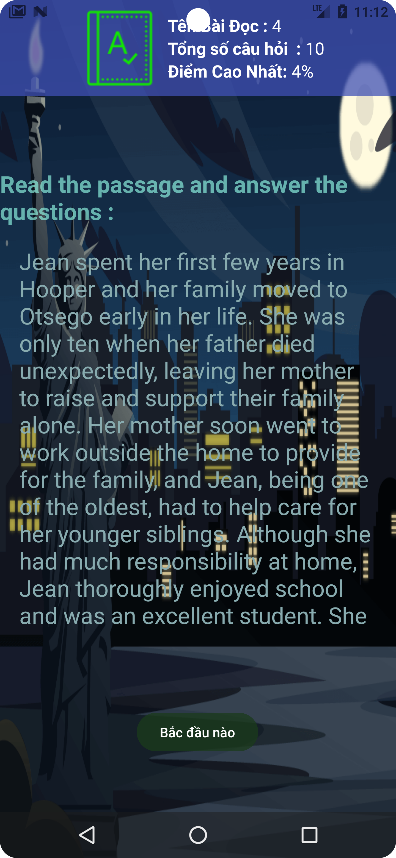 LTE 11:12
Tên Bài Đọc : 4
Tổng số câu hỏi : 10
Điểm Cao Nhất: 4%
A
Read the passage and answer the
questions :
Jean spent her first few years in
Hooper and her family moved to
Otsego early in her life. She was
only ten when her father died
unexpectedly, leaving her mother
to raise and support their family
alone. Her mother soon went to
work outside the home to provide
for the family, and Jean, being one
of the oldest, had to help care for
her younger siblings. Although she
had much responsibility at home,
Jean thoroughly enjoyed school
and was an excellent student. She
Bắc đầu nào